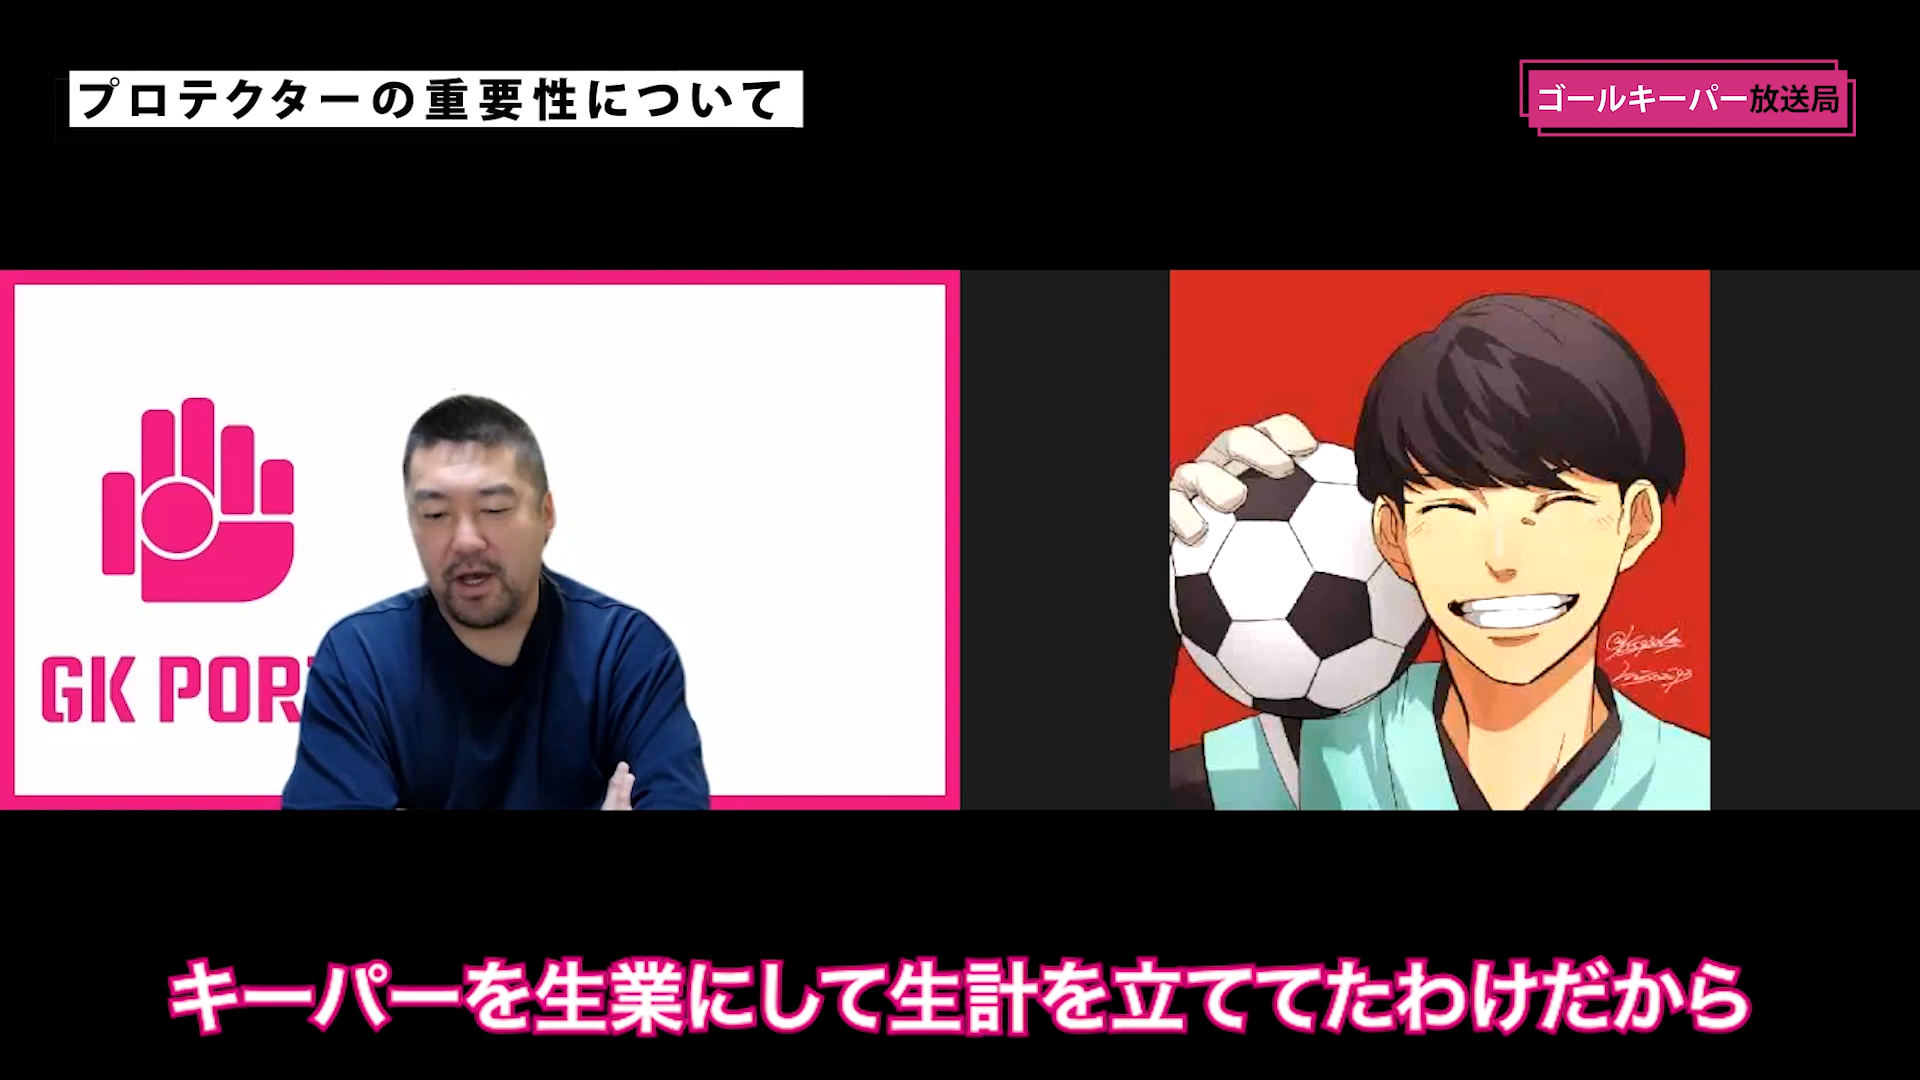 プロテクターの重要性について
ゴールキーパー放送局
GK POR
キーパーを生業にして生計を立ててたわけだから